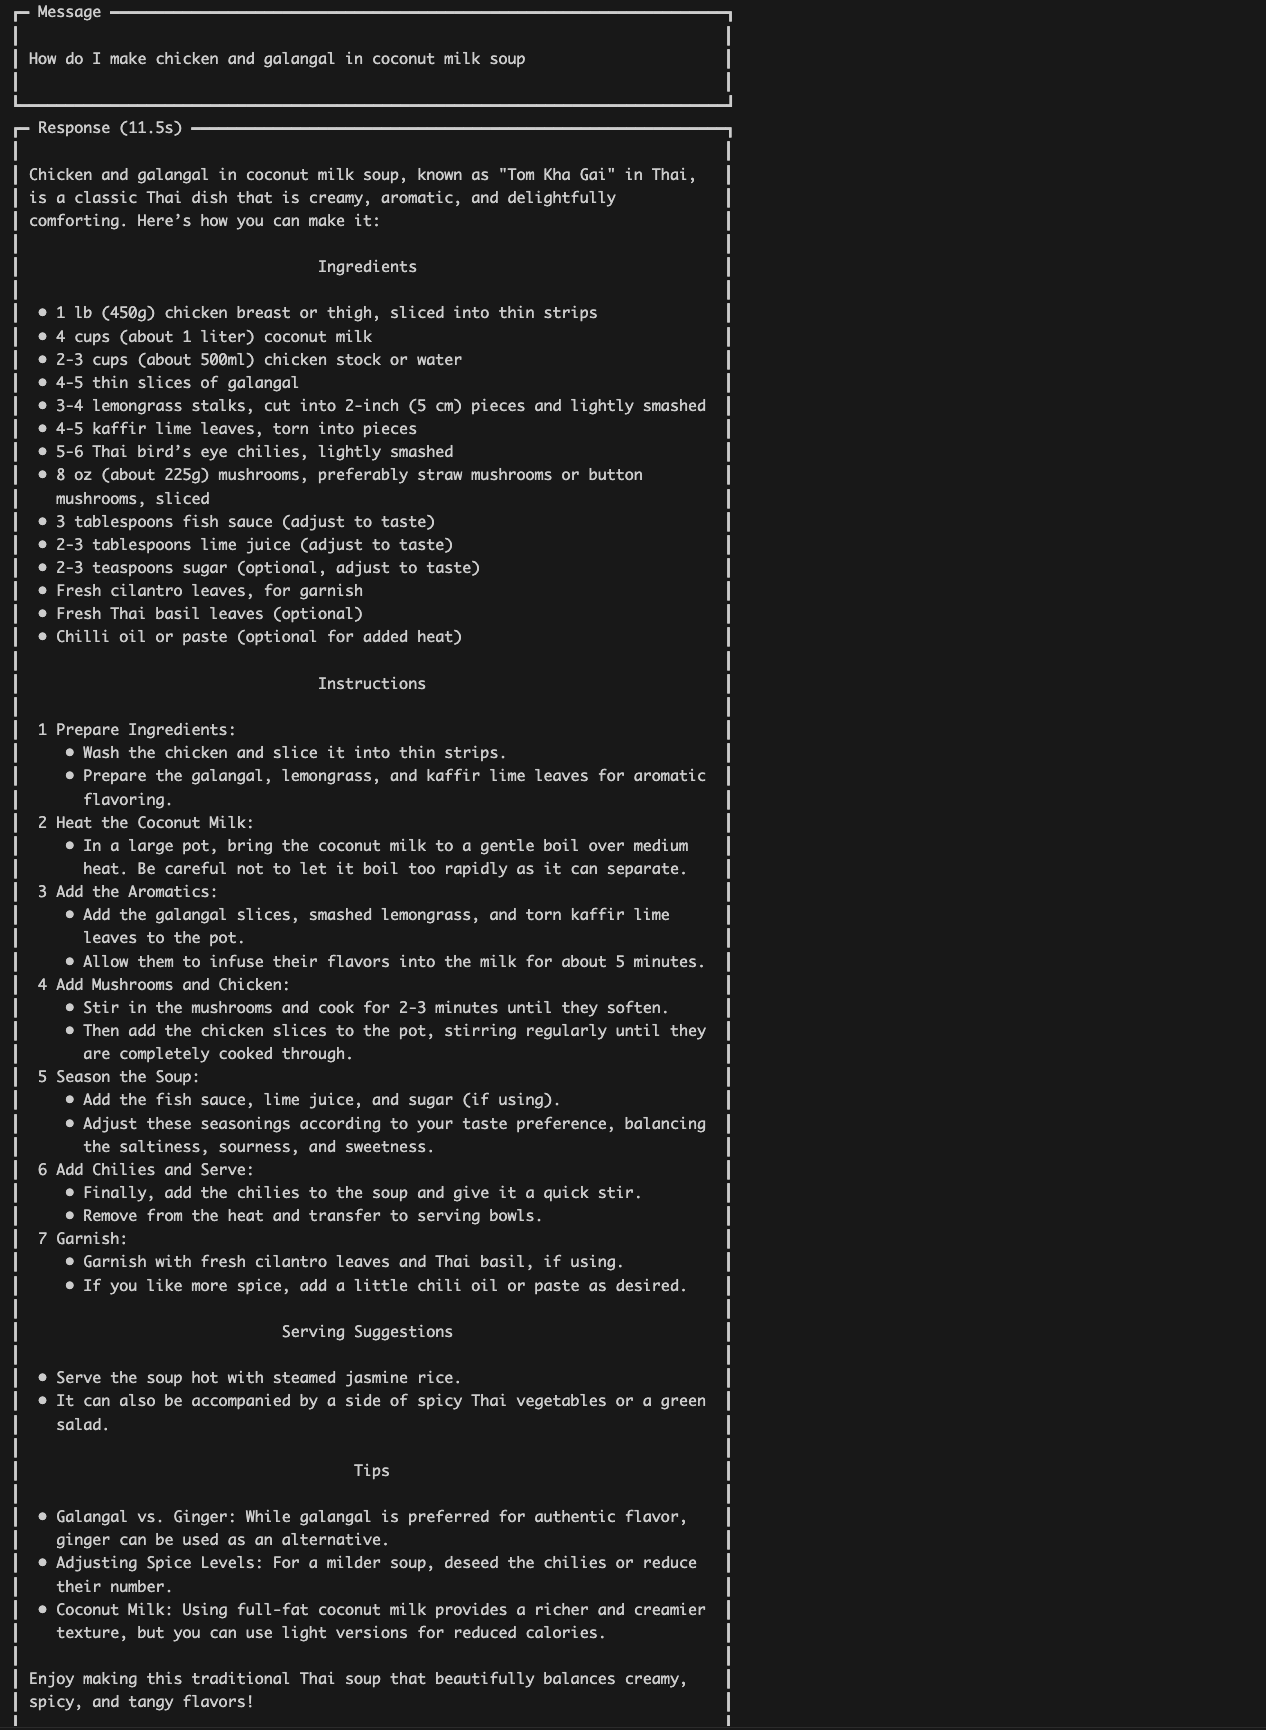 Message
How do I make chicken and galangal in coconut milk soup
Response (11.5s)
Chicken and galangal in coconut milk soup, known as "Tom Kha Gai" in Thai,
is a classic Thai dish that is creamy, aromatic, and delightfully
comforting. Here’s how you can make it:
Ingredients
• 1 lb (450g) chicken breast or thigh, sliced into thin strips
• 4 cups (about 1 liter) coconut milk
• 2-3 cups (about 500ml) chicken stock or water
• 4-5 thin slices of galangal
• 3-4 lemongrass stalks, cut into 2-inch (5 cm) pieces and lightly smashed
• 4-5 kaffir lime leaves, torn into pieces
• 5-6 Thai bird’s eye chilies, lightly smashed
• 8 oz (about 225g) mushrooms, preferably straw mushrooms or button
mushrooms, sliced
• 3 tablespoons fish sauce (adjust to taste)
• 2-3 tablespoons lime juice (adjust to taste)
• 2-3 teaspoons sugar (optional, adjust to taste)
• Fresh cilantro leaves, for garnish
• Fresh Thai basil leaves (optional)
• Chilli oil or paste (optional for added heat)
Instructions
1 Prepare Ingredients:
• Wash the chicken and slice it into thin strips.
• Prepare the galangal, lemongrass, and kaffir lime leaves for aromatic
flavoring.
2 Heat the Coconut Milk:
• In a large pot, bring the coconut milk to a gentle boil over medium
heat. Be careful not to let it boil too rapidly as it can separate.
3 Add the Aromatics:
• Add the galangal slices, smashed lemongrass, and torn kaffir lime
leaves to the pot.
• Allow them to infuse their flavors into the milk for about 5 minutes.
4 Add Mushrooms and Chicken:
• Stir in the mushrooms and cook for 2-3 minutes until they soften.
• Then add the chicken slices to the pot, stirring regularly until they
are completely cooked through.
5 Season the Soup:
• Add the fish sauce, lime juice, and sugar (if using).
• Adjust these seasonings according to your taste preference, balancing
the saltiness, sourness, and sweetness.
6 Add Chilies and Serve:
• Finally, add the chilies to the soup and give it a quick stir.
• Remove from the heat and transfer to serving bowls.
7 Garnish:
• Garnish with fresh cilantro leaves and Thai basil, if using.
• If you like more spice, add a little chili oil or paste as desired.
Serving Suggestions
• Serve the soup hot with steamed jasmine rice.
• It can also be accompanied by a side of spicy Thai vegetables or a green
salad.
Tips
• Galangal vs. Ginger: While galangal is preferred for authentic flavor,
ginger can be used as an alternative.
• Adjusting Spice Levels: For a milder soup, deseed the chilies or reduce
their number.
• Coconut Milk: Using full-fat coconut milk provides a richer and creamier
texture, but you can use light versions for reduced calories.
Enjoy making this traditional Thai soup that beautifully balances creamy,
spicy, and tangy flavors!